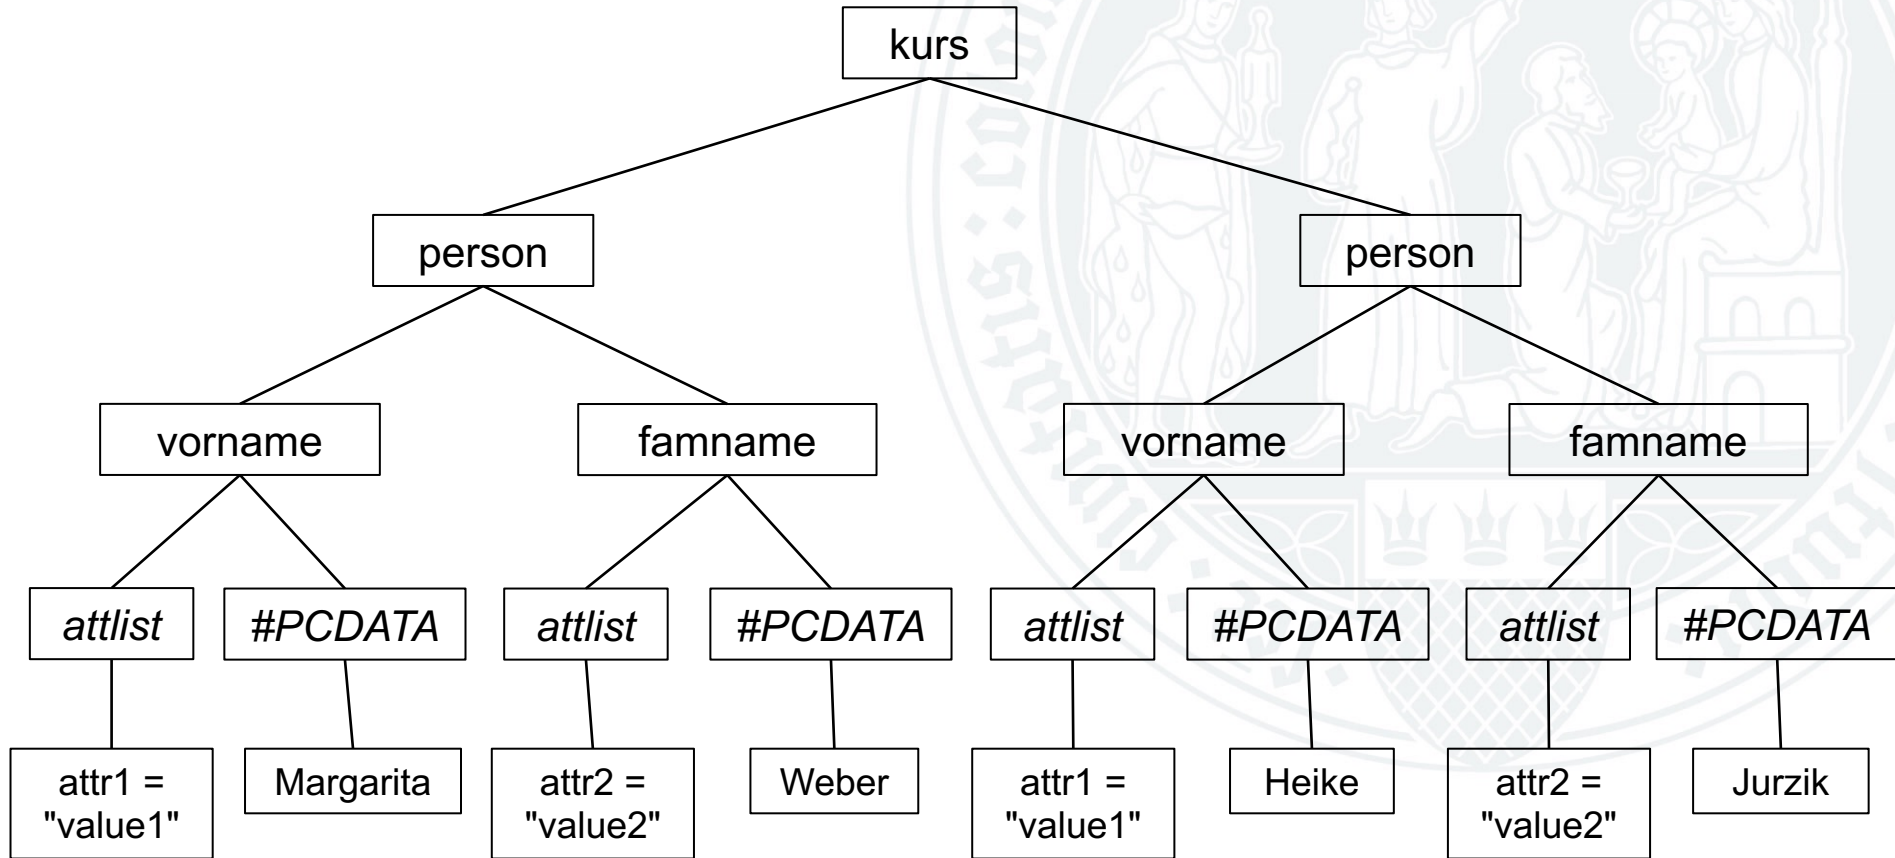 kurs
person person
vorname famname vorname famname
attlist #PCDATA attlist #PCDATA attlist #PCDATA attlist #PCDATA
attr1 = Margarita attr2 = Weber attr1 = Heike attr2 = Jurzik
"value1" "value2" "value1" "value2"